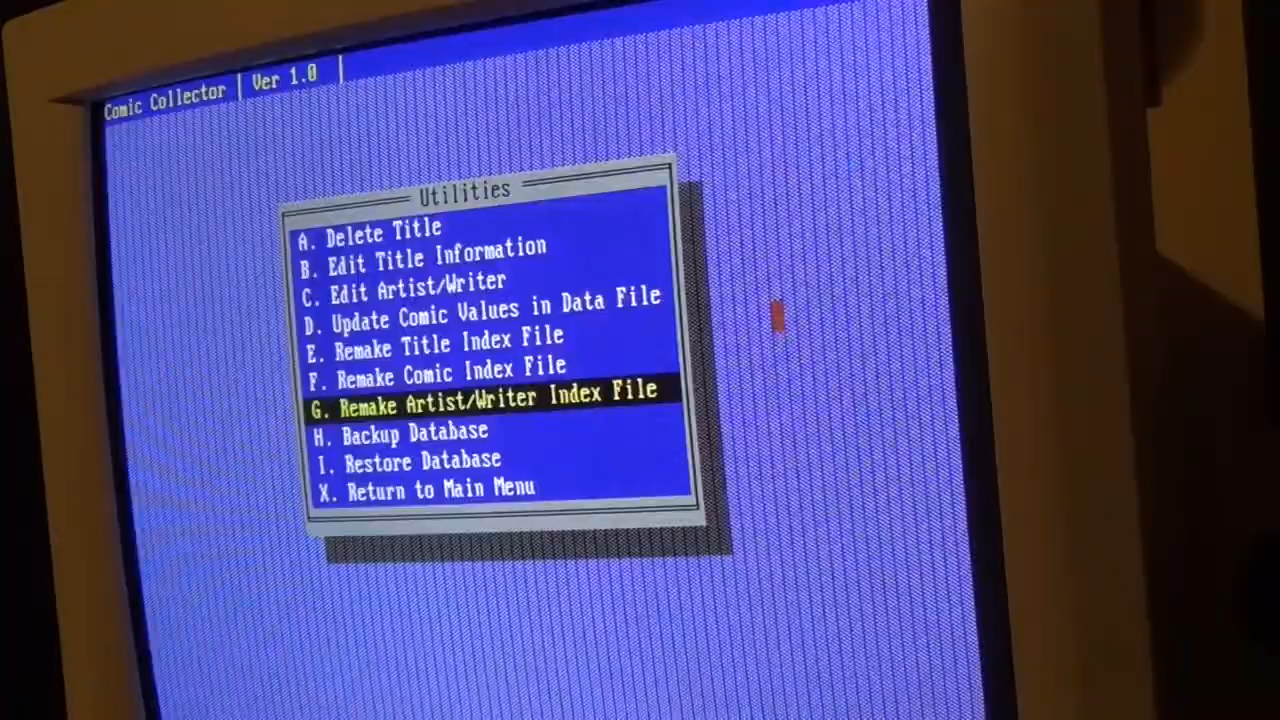 Comic Collector | Ver 1.0 |
Utilities
A. Delete Title
B. Edit Title Information
C. Edit Artist/Writer
D. Update Comic Values in Data File
E. Remake Title Index File
F. Remake Comic Index File
G. Remake Artist/Writer Index File
H. Backup Database
I. Restore Database
X. Return to Main Menu